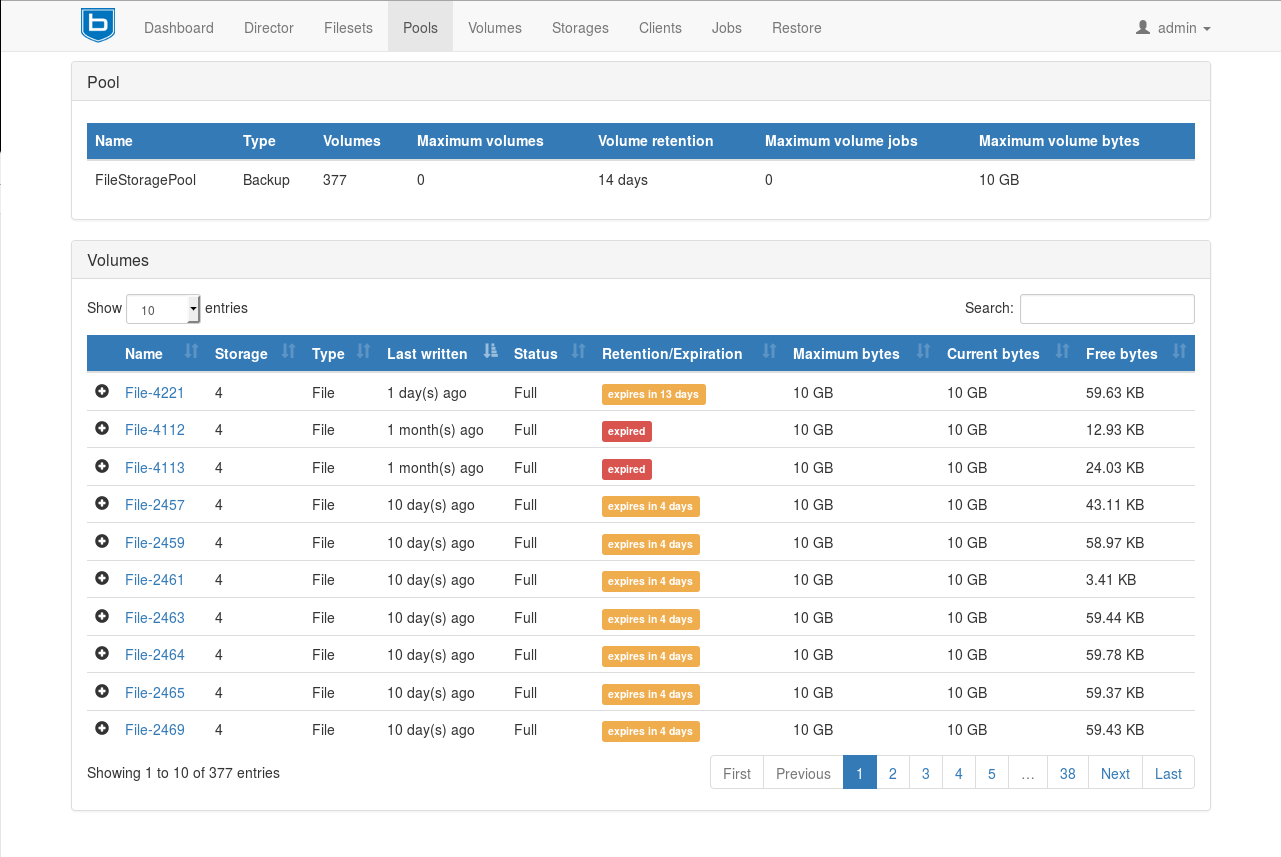 b Dashboard Director Filesets Pools Volumes Storages Clients Jobs Restore admin
Pool
Name Type Volumes Maximum volumes Volume retention Maximum volume jobs Maximum volume bytes
FileStoragePool Backup 377 0 14 days 0 10 GB
Volumes
Show 10 entries Search:
Name Storage Type Last written Status Retention/Expiration Maximum bytes Current bytes Free bytes
File-4221 4 File 1 day(s) ago Full expires in 13 days 10 GB 10 GB 59.63 KB
File-4112 4 File 1 month(s) ago Full expired 10 GB 10 GB 12.93 KB
File-4113 4 File 1 month(s) ago Full expired 10 GB 10 GB 24.03 KB
File-2457 4 File 10 day(s) ago Full expires in 4 days 10 GB 10 GB 43.11 KB
File-2459 4 File 10 day(s) ago Full expires in 4 days 10 GB 10 GB 58.97 KB
File-2461 4 File 10 day(s) ago Full expires in 4 days 10 GB 10 GB 3.41 KB
File-2463 4 File 10 day(s) ago Full expires in 4 days 10 GB 10 GB 59.44 KB
File-2464 4 File 10 day(s) ago Full expires in 4 days 10 GB 10 GB 59.78 KB
File-2465 4 File 10 day(s) ago Full expires in 4 days 10 GB 10 GB 59.37 KB
File-2469 4 File 10 day(s) ago Full expires in 4 days 10 GB 10 GB 59.43 KB
Showing 1 to 10 of 377 entries First Previous 1 2 3 4 5 … 38 Next Last